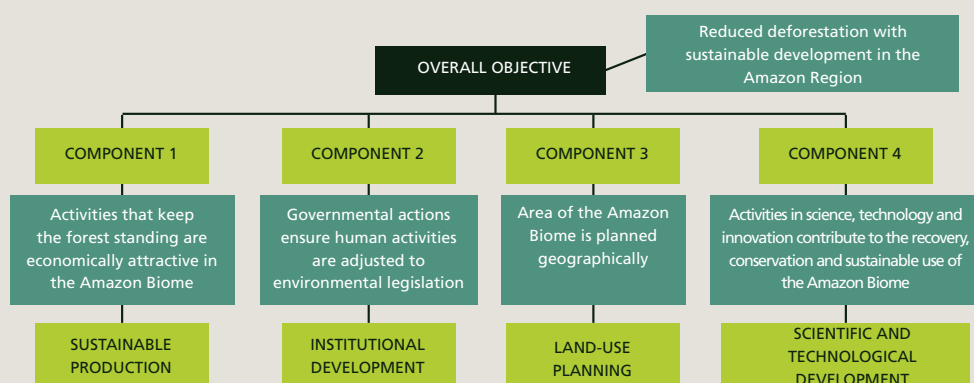 Reduced deforestation with
sustainable development in the
Amazon Region
OVERALL OBJECTIVE
COMPONENT 1
COMPONENT 2
COMPONENT 3
COMPONENT 4
Activities that keep
the forest standing are
economically attractive in
the Amazon Biome
Governmental actions
ensure human activities
are adjusted to
environmental legislation
Area of the Amazon
Biome is planned
geographically
Activities in science, technology and
innovation contribute to the recovery,
conservation and sustainable use of
the Amazon Biome
SUSTAINABLE
PRODUCTION
INSTITUTIONAL
DEVELOPMENT
LAND-USE
PLANNING
SCIENTIFIC AND
TECHNOLOGICAL
DEVELOPMENT